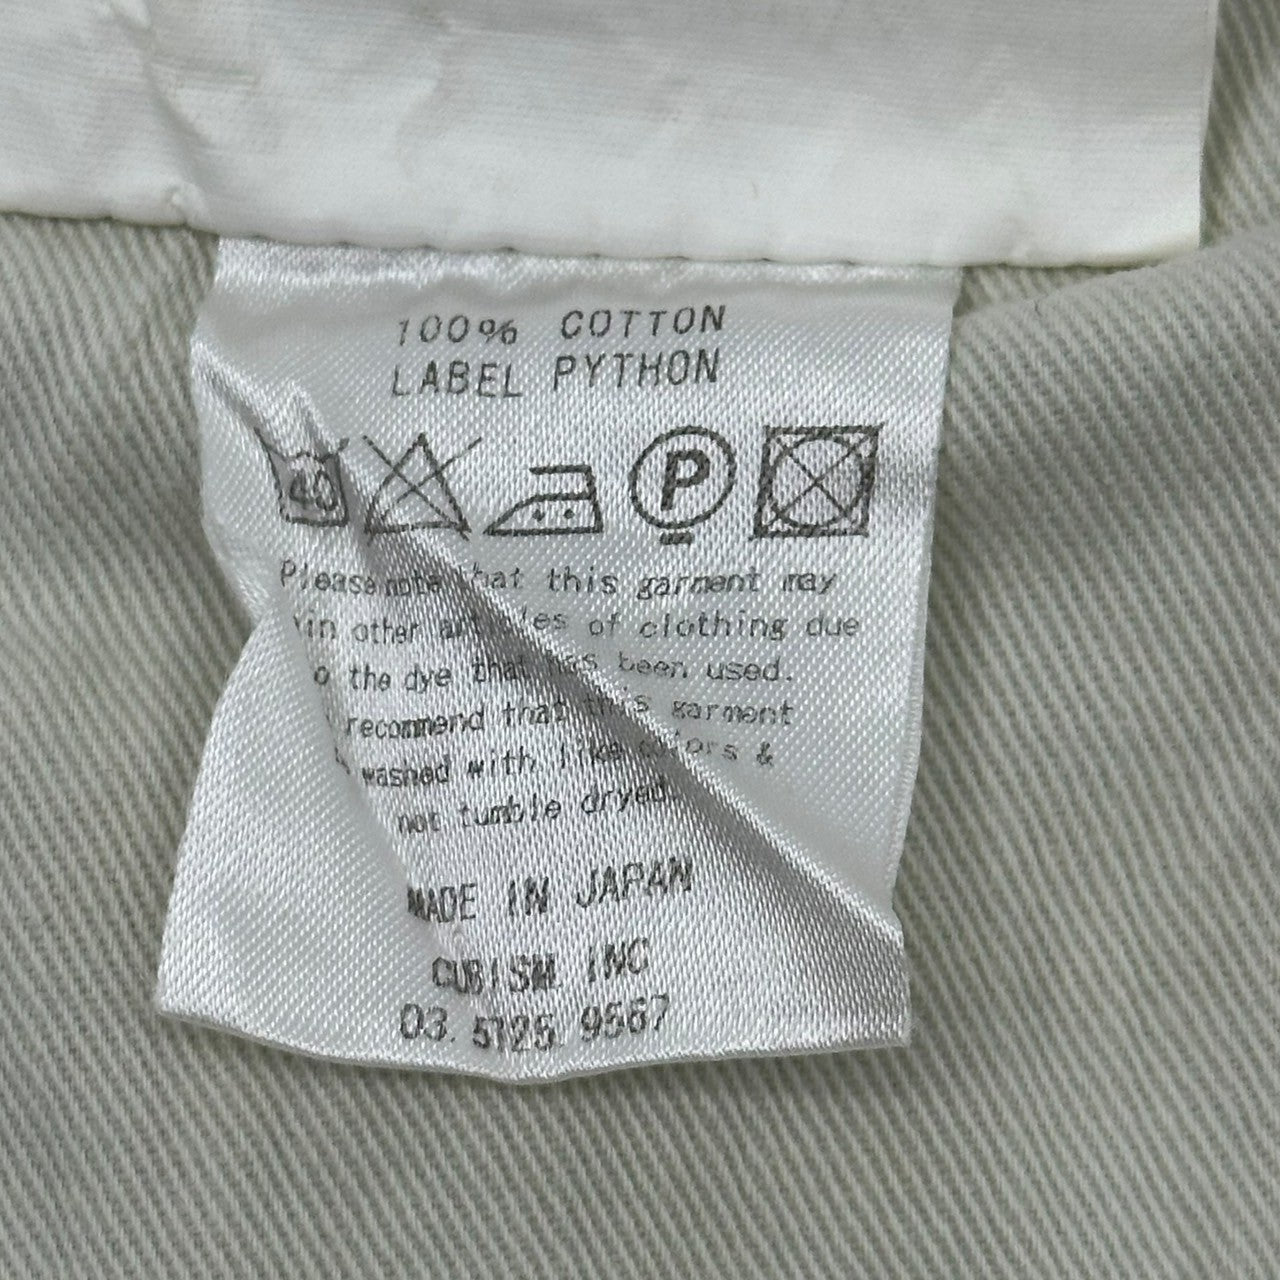 100% COTTON
LABEL PYTHON
40 P
Please note that this garment may
in other articles of clothing due
the dye that has been used.
recommend that this garment
washed with like colors &
not tumble dryed
MADE IN JAPAN
CUBISM INC
03. 5725. 9567